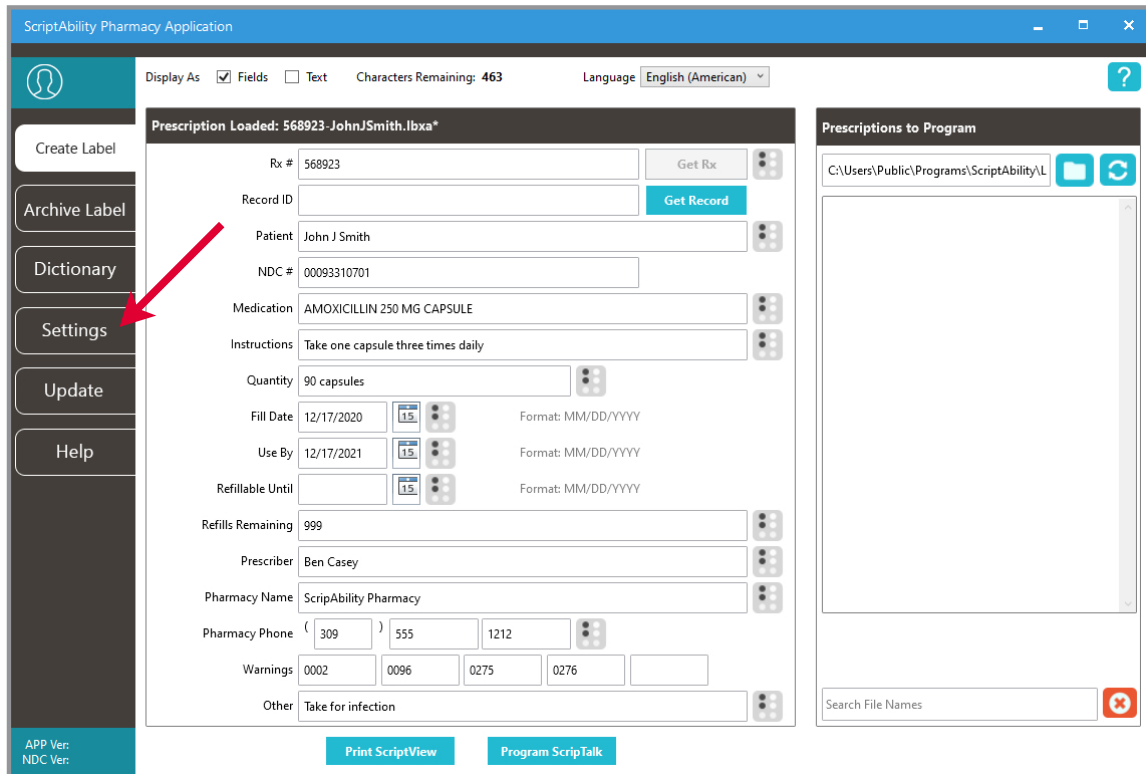 ScriptAbility Pharmacy Application
Display As Fields Text Characters Remaining: 463 Language English (American)
?
Create Label
Archive Label
Dictionary
Settings
Update
Help
APP Ver:
NDC Ver:
Prescription Loaded: 568923-JohnJSmith.lbxa*
Rx # 568923 Get Rx
Record ID Get Record
Patient John J Smith
NDC # 00093310701
Medication AMOXICILLIN 250 MG CAPSULE
Instructions Take one capsule three times daily
Quantity 90 capsules
Fill Date 12/17/2020 15 Format: MM/DD/YYYY
Use By 12/17/2021 15 Format: MM/DD/YYYY
Refillable Until 15 Format: MM/DD/YYYY
Refills Remaining 999
Prescriber Ben Casey
Pharmacy Name ScripAbility Pharmacy
Pharmacy Phone ( 309 ) 555 1212
Warnings 0002 0096 0275 0276
Other Take for infection
Print ScriptView Program ScripTalk
Prescriptions to Program
C:\Users\Public\Programs\ScriptAbility\L
Search File Names